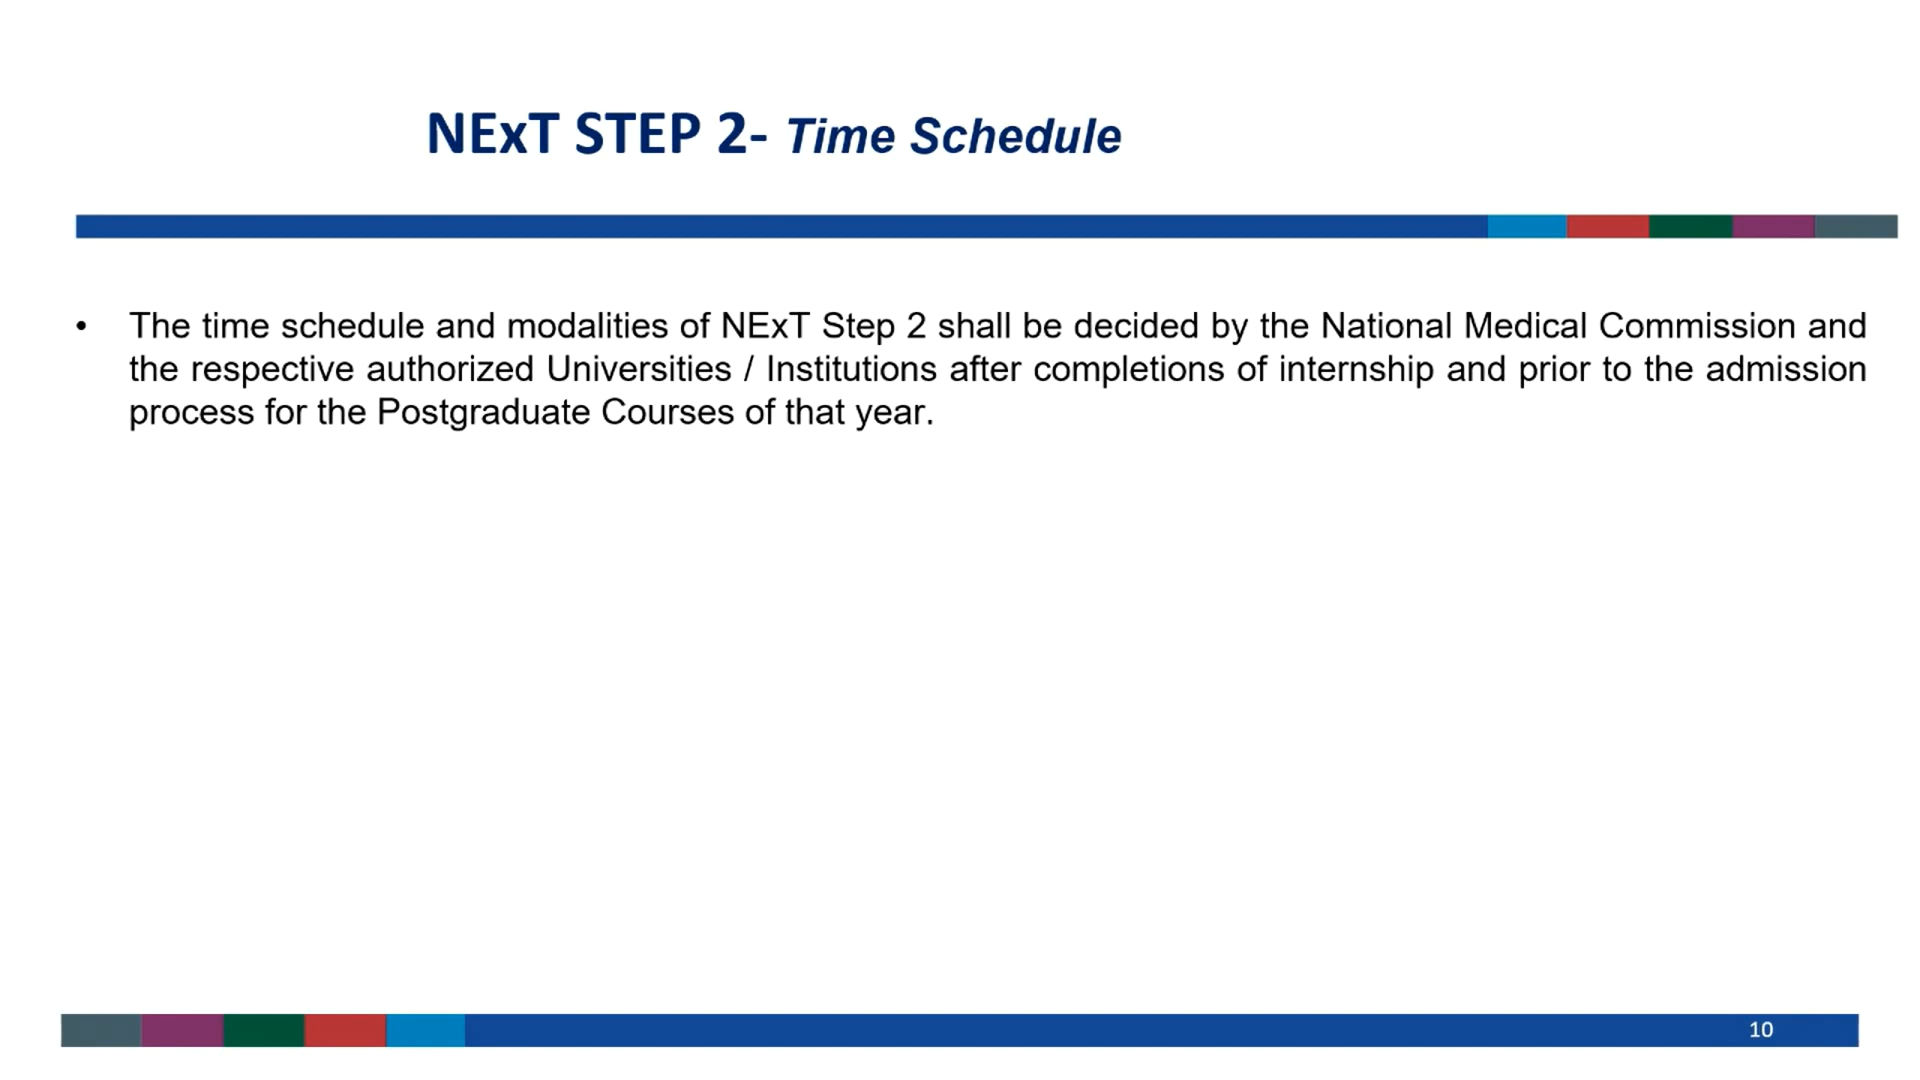 NExT STEP 2- Time Schedule
• The time schedule and modalities of NExT Step 2 shall be decided by the National Medical Commission and
the respective authorized Universities / Institutions after completions of internship and prior to the admission
process for the Postgraduate Courses of that year.
10